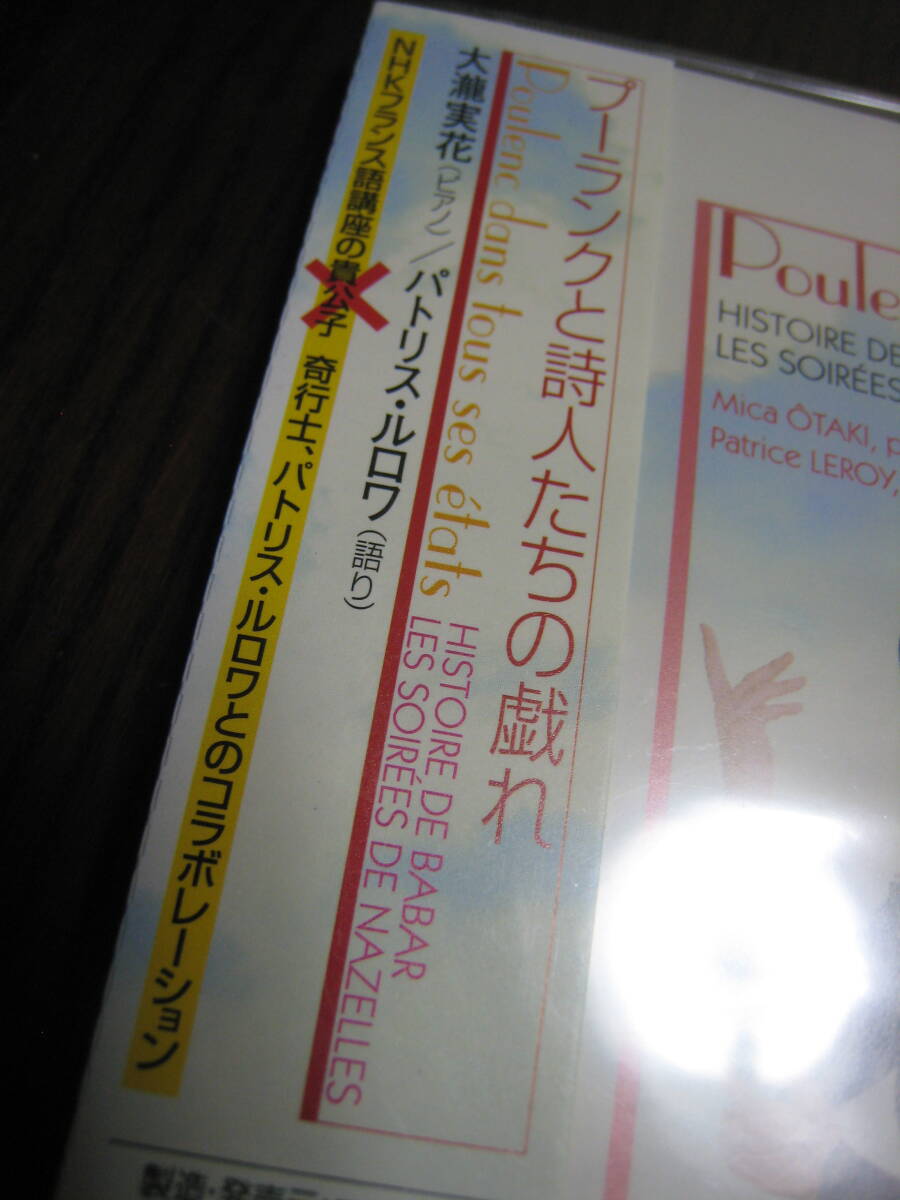 プーランクと詩人たちの戯れ
Poulenc dans tous ses états
HISTOIRE DE BABAR
LES SOIRÉES DE NAZELLES
大瀧実花(ピアノ)/パトリス・ルロワ(語り)
NHKフランス語講座の貴公子 奇行士、パトリス・ルロワとのコラボレーション
HISTOIRE DE
LES SOIRÉES
Mica ÔTAKI, p
Patrice LEROY,